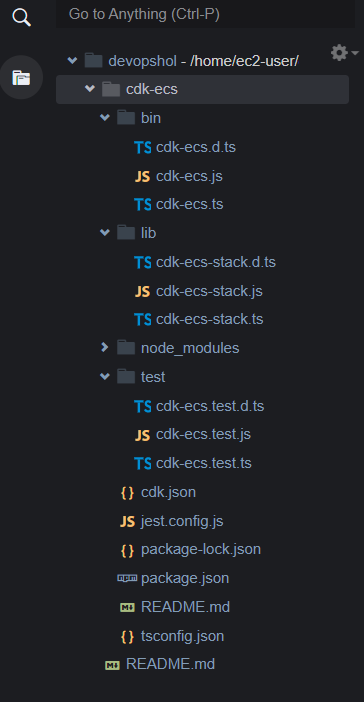 Go to Anything (Ctrl-P)
devopshol - /home/ec2-user/
cdk-ecs
bin
TS cdk-ecs.d.ts
JS cdk-ecs.js
TS cdk-ecs.ts
lib
TS cdk-ecs-stack.d.ts
JS cdk-ecs-stack.js
TS cdk-ecs-stack.ts
node_modules
test
TS cdk-ecs.test.d.ts
JS cdk-ecs.test.js
TS cdk-ecs.test.ts
{} cdk.json
JS jest.config.js
{} package-lock.json
npm package.json
M README.md
{} tsconfig.json
M README.md